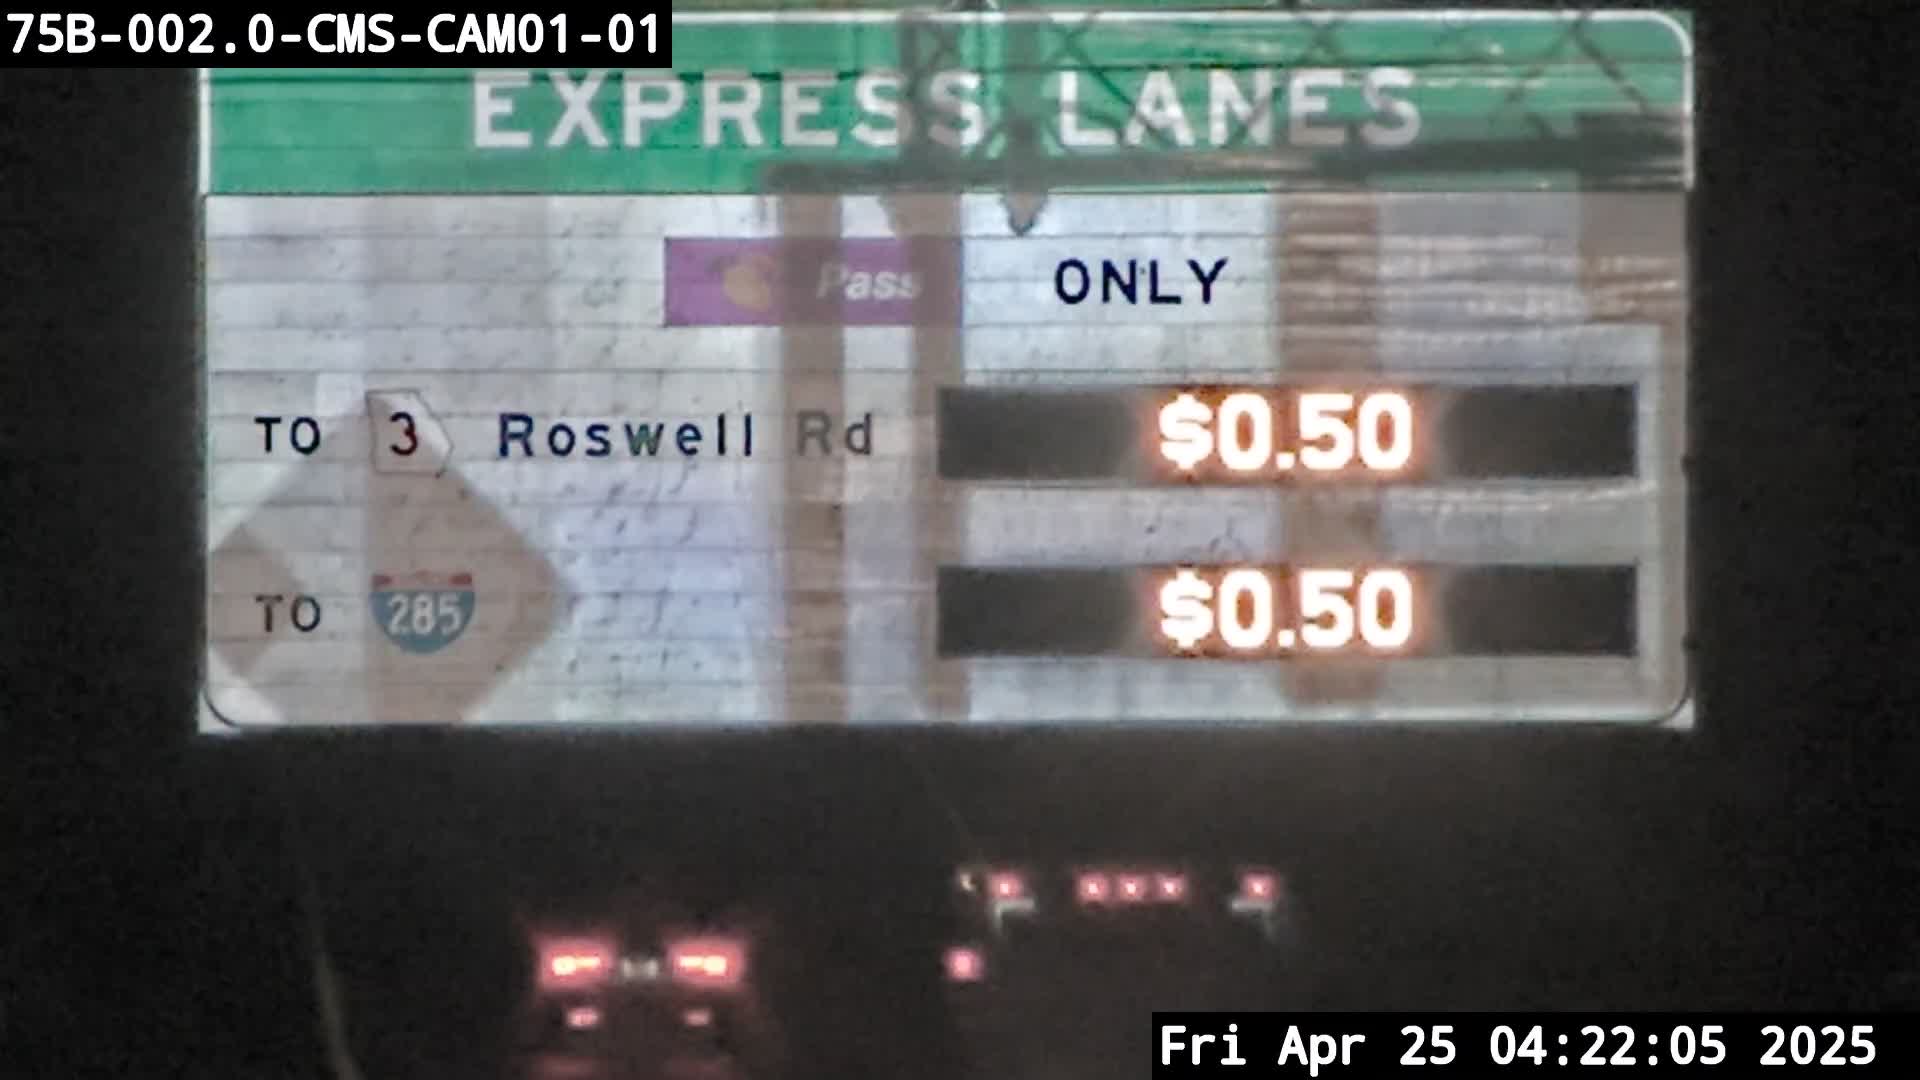 75B-002.0-CMS-CAM01-01
EXPRESS LANES
Pass ONLY
TO 3 Roswell Rd $0.50
TO 285 $0.50
Fri Apr 25 04:22:05 2025